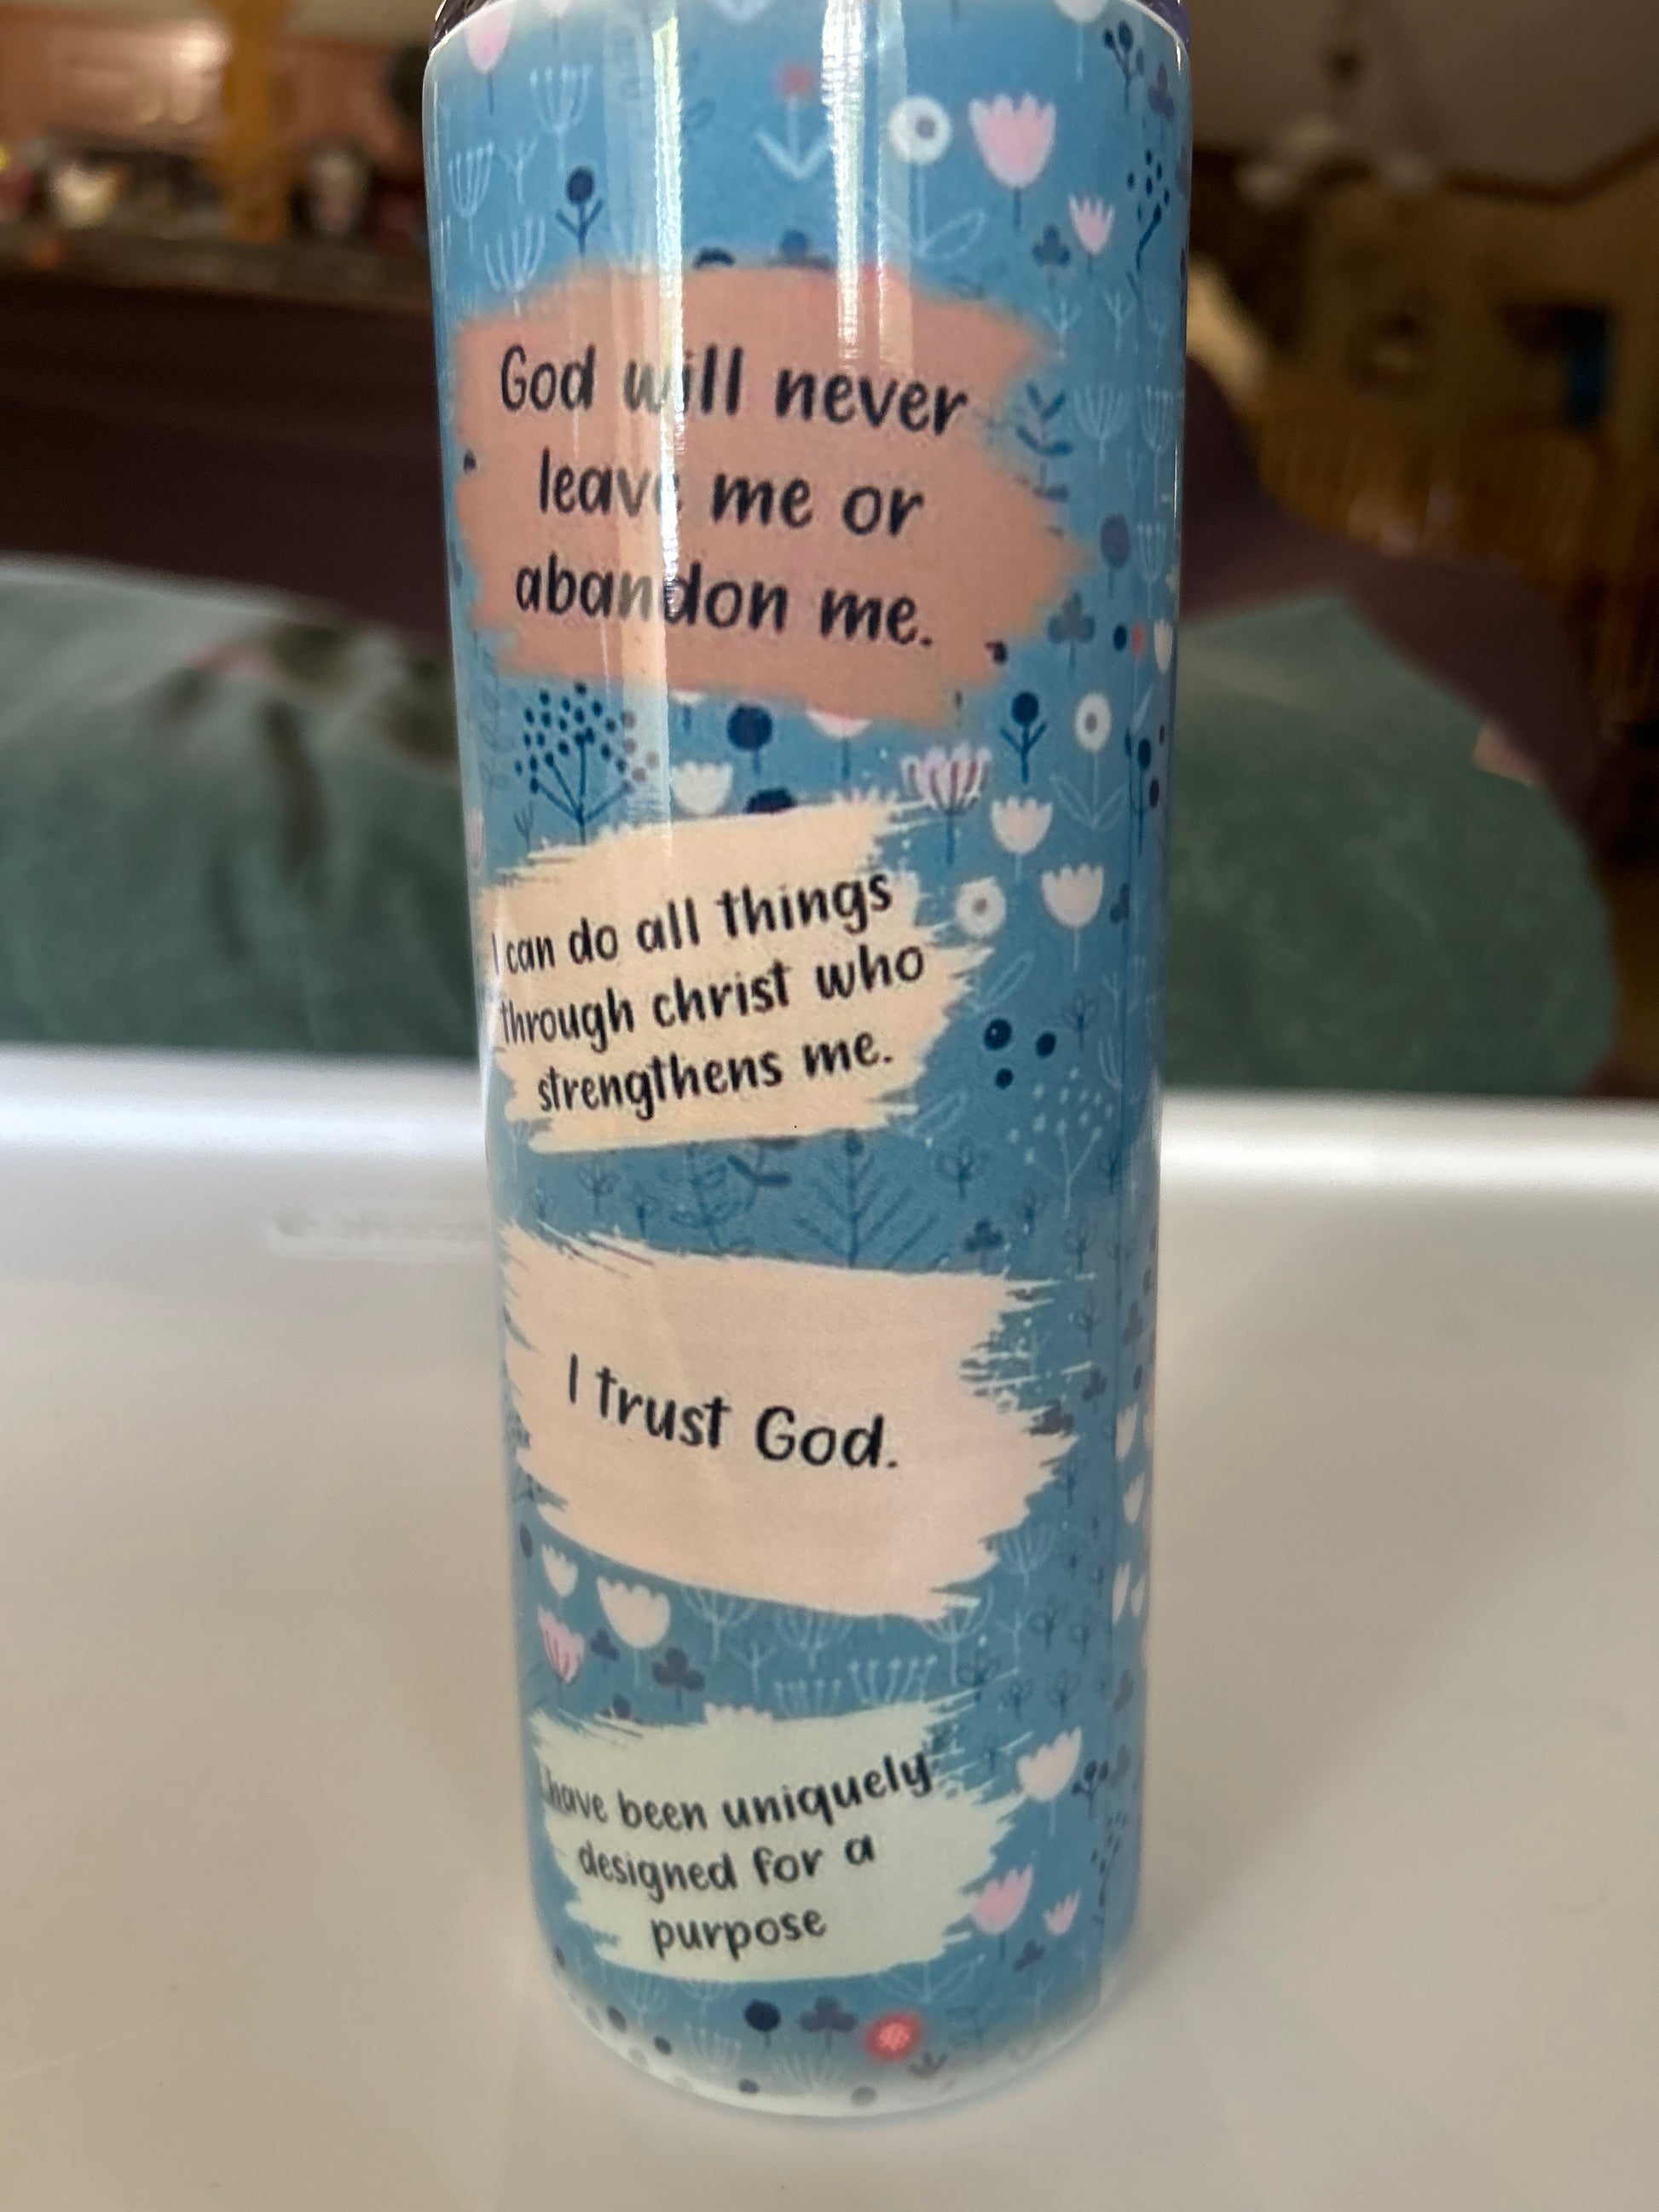 God will never
leave me or
abandon me.
I can do all things
through christ who
strengthens me.
I trust God.
have been uniquely
designed for a
purpose